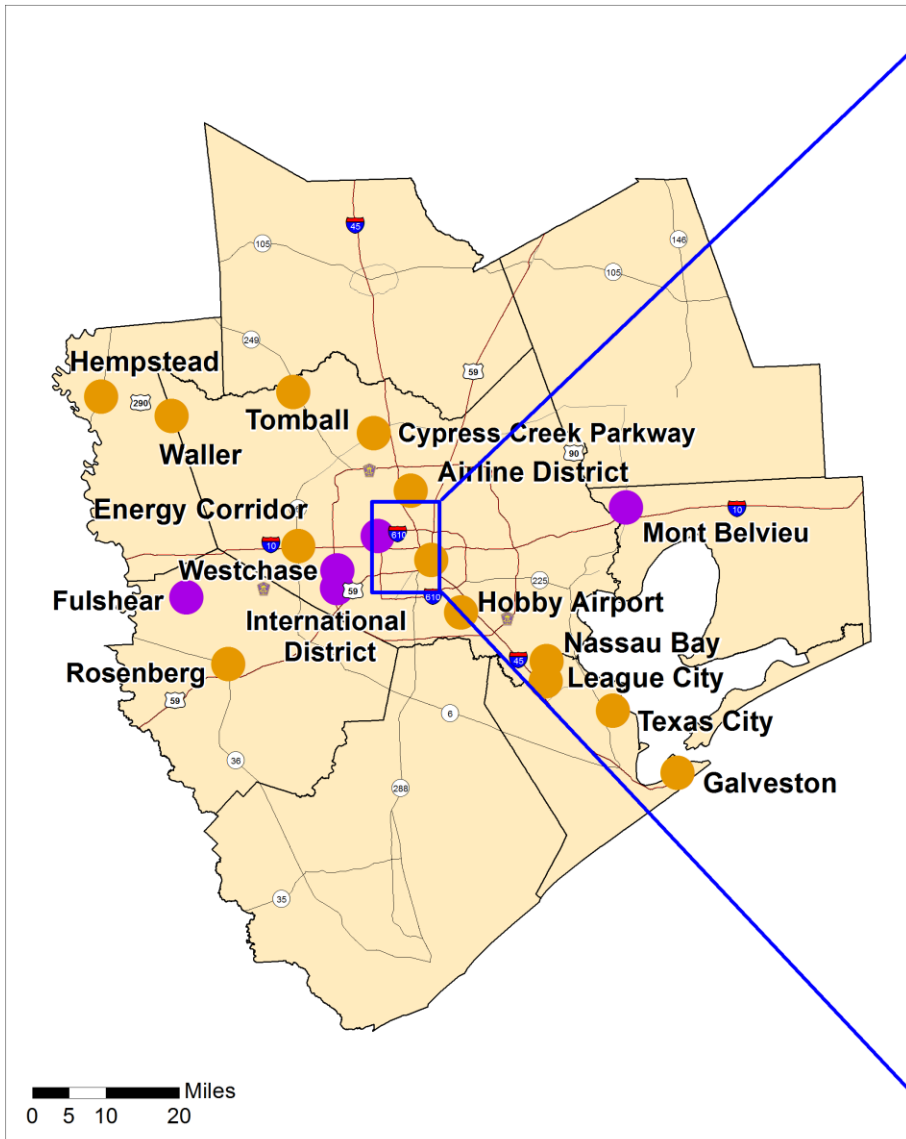 45
105
146
105
249
59
Hempstead
290
Tomball
Waller
Cypress Creek Parkway
90
Airline District
Energy Corridor
10
Mont Belvieu
610
10
Westchase
59
225
Fulshear
610
Hobby Airport
International
District
Nassau Bay
45
League City
Rosenberg
59
6
Texas City
36
Galveston
288
35
Miles
0 5 10 20